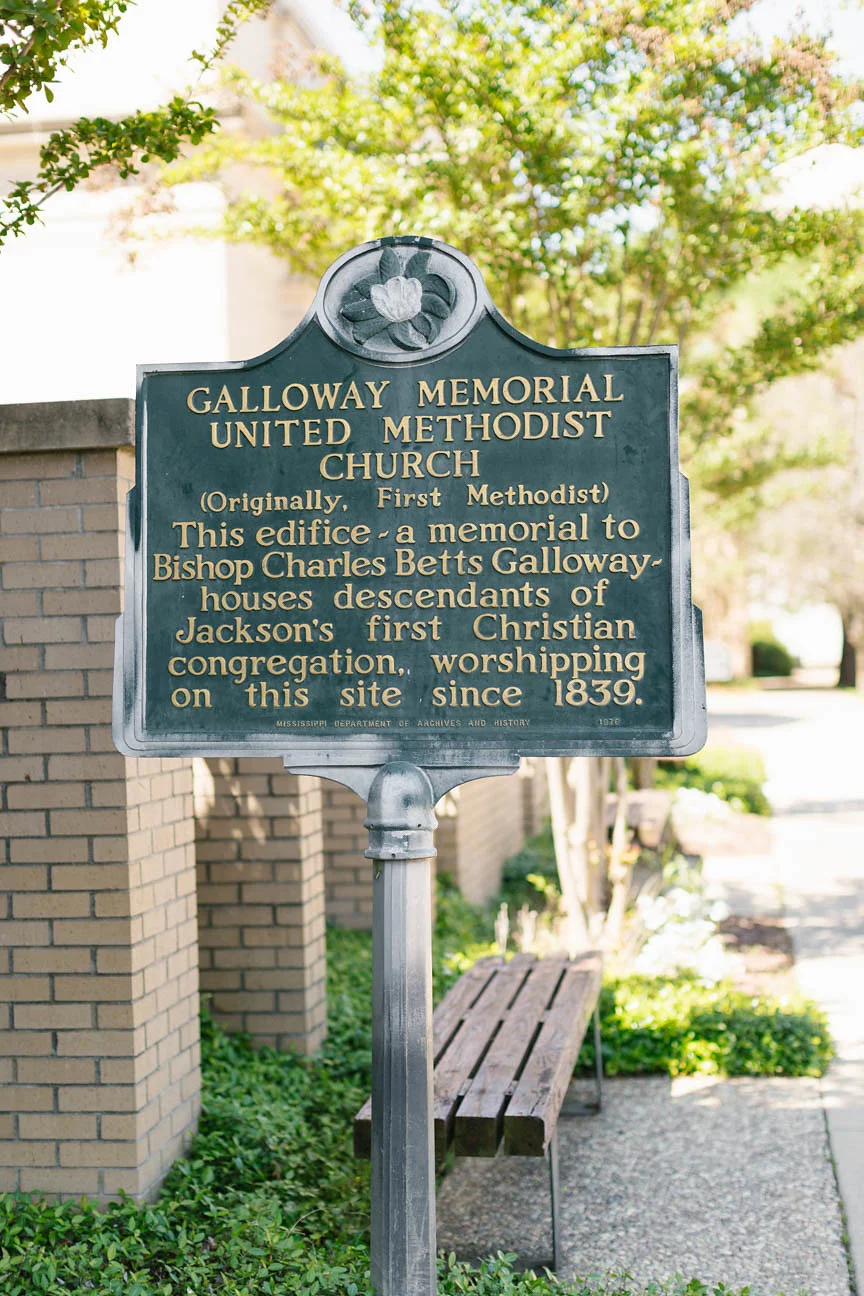 GALLOWAY MEMORIAL
UNITED METHODIST
CHURCH
(Originally, First Methodist)
This edifice - a memorial to
Bishop Charles Betts Galloway-
houses descendants of
Jackson's first Christian
congregation, worshipping
on this site since 1839.
MISSISSIPPI DEPARTMENT OF ARCHIVES AND HISTORY